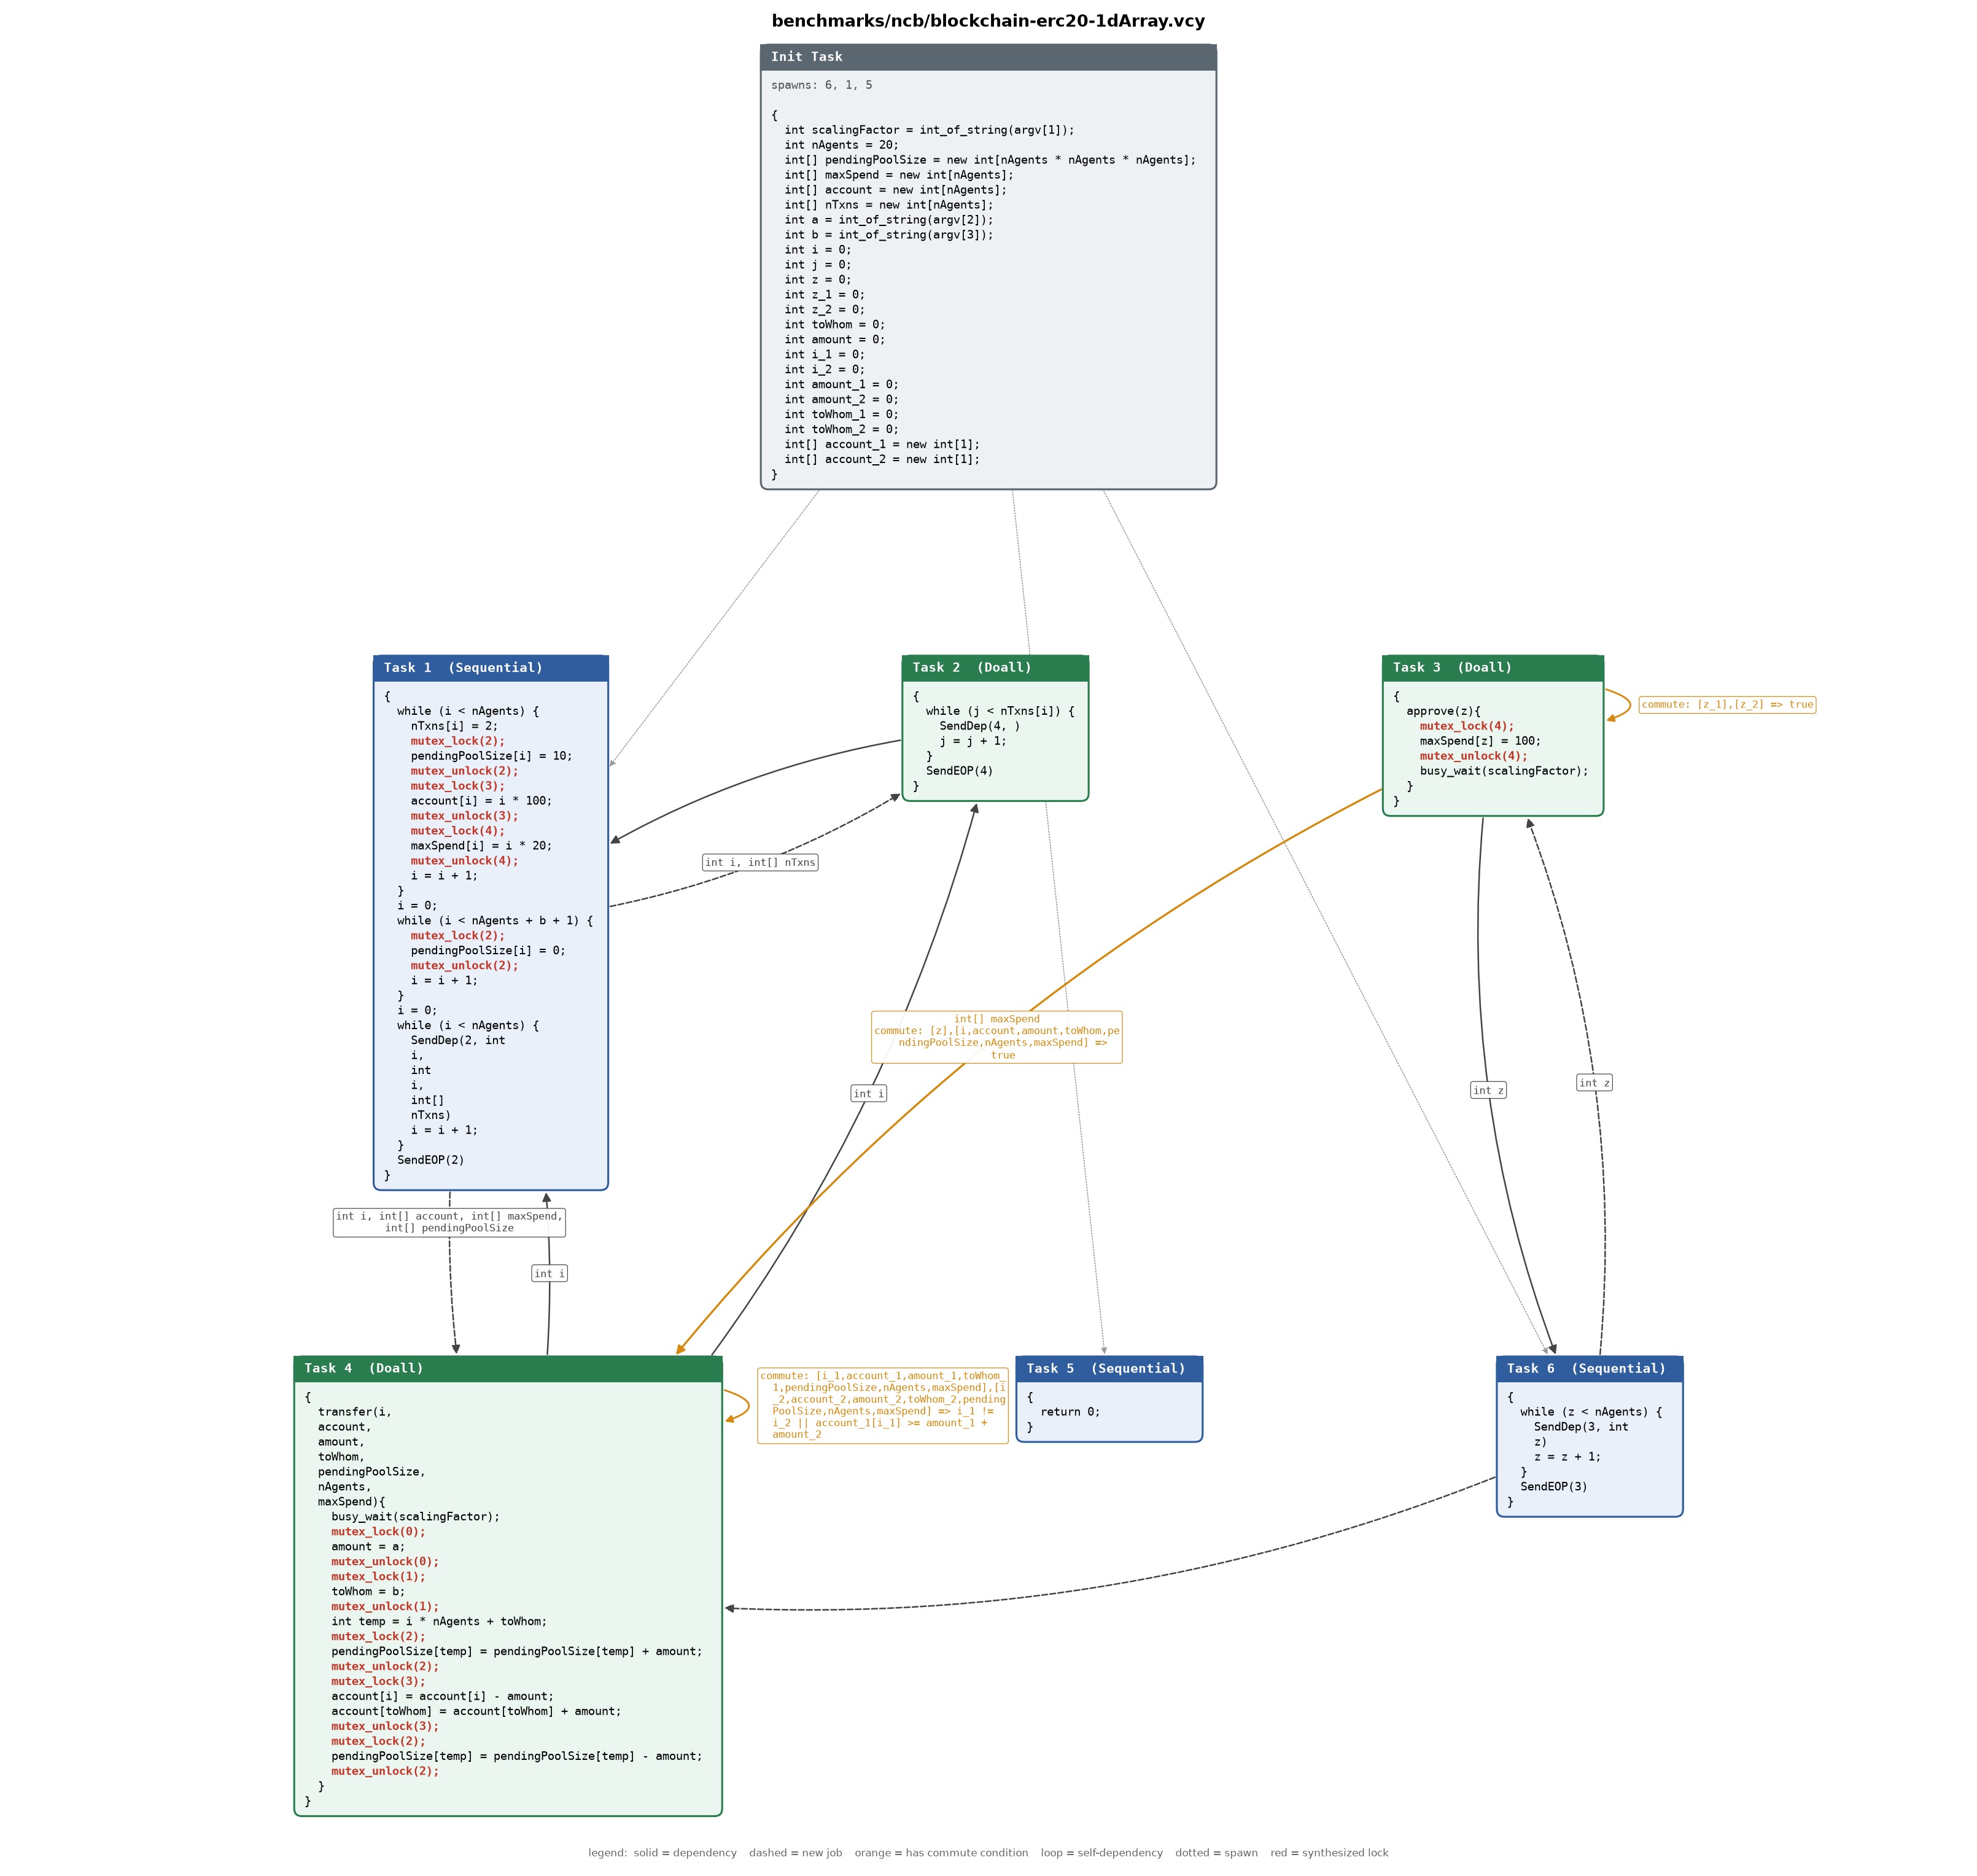 benchmarks/ncb/blockchain-erc20-1dArray.vcy
Init Task
spawns: 6, 1, 5
{
  int scalingFactor = int_of_string(argv[1]);
  int nAgents = 20;
  int[] pendingPoolSize = new int[nAgents * nAgents * nAgents];
  int[] maxSpend = new int[nAgents];
  int[] account = new int[nAgents];
  int[] nTxns = new int[nAgents];
  int a = int_of_string(argv[2]);
  int b = int_of_string(argv[3]);
  int i = 0;
  int j = 0;
  int z = 0;
  int z_1 = 0;
  int z_2 = 0;
  int toWhom = 0;
  int amount = 0;
  int i_1 = 0;
  int i_2 = 0;
  int amount_1 = 0;
  int amount_2 = 0;
  int toWhom_1 = 0;
  int toWhom_2 = 0;
  int[] account_1 = new int[1];
  int[] account_2 = new int[1];
}
Task 1  (Sequential)
{
  while (i < nAgents) {
    nTxns[i] = 2;
    mutex_lock(2);
    pendingPoolSize[i] = 10;
    mutex_unlock(2);
    mutex_lock(3);
    account[i] = i * 100;
    mutex_unlock(3);
    mutex_lock(4);
    maxSpend[i] = i * 20;
    mutex_unlock(4);
    i = i + 1;
  }
  i = 0;
  while (i < nAgents + b + 1) {
    mutex_lock(2);
    pendingPoolSize[i] = 0;
    mutex_unlock(2);
    i = i + 1;
  }
  i = 0;
  while (i < nAgents) {
    SendDep(2, int
    i,
    int
    i,
    int[]
    nTxns)
    i = i + 1;
  }
  SendEOP(2)
}
Task 2  (Doall)
{
  while (j < nTxns[i]) {
    SendDep(4, )
    j = j + 1;
  }
  SendEOP(4)
}
Task 3  (Doall)
{
  approve(z){
    mutex_lock(4);
    maxSpend[z] = 100;
    mutex_unlock(4);
    busy_wait(scalingFactor);
  }
}
commute: [z_1],[z_2] => true
int i, int[] nTxns
int[] maxSpend
commute: [z],[i,account,amount,toWhom,pe
ndingPoolSize,nAgents,maxSpend] =>
true
int i
int z
int z
int i, int[] account, int[] maxSpend,
int[] pendingPoolSize
int i
Task 4  (Doall)
{
  transfer(i,
  account,
  amount,
  toWhom,
  pendingPoolSize,
  nAgents,
  maxSpend){
    busy_wait(scalingFactor);
    mutex_lock(0);
    amount = a;
    mutex_unlock(0);
    mutex_lock(1);
    toWhom = b;
    mutex_unlock(1);
    int temp = i * nAgents + toWhom;
    mutex_lock(2);
    pendingPoolSize[temp] = pendingPoolSize[temp] + amount;
    mutex_unlock(2);
    mutex_lock(3);
    account[i] = account[i] - amount;
    account[toWhom] = account[toWhom] + amount;
    mutex_unlock(3);
    mutex_lock(2);
    pendingPoolSize[temp] = pendingPoolSize[temp] - amount;
    mutex_unlock(2);
  }
}
commute: [i_1,account_1,amount_1,toWhom_
1,pendingPoolSize,nAgents,maxSpend],[i
_2,account_2,amount_2,toWhom_2,pending
PoolSize,nAgents,maxSpend] => i_1 !=
i_2 || account_1[i_1] >= amount_1 +
amount_2
Task 5  (Sequential)
{
  return 0;
}
Task 6  (Sequential)
{
  while (z < nAgents) {
    SendDep(3, int
    z)
    z = z + 1;
  }
  SendEOP(3)
}
legend:  solid = dependency    dashed = new job    orange = has commute condition    loop = self-dependency    dotted = spawn    red = synthesized lock